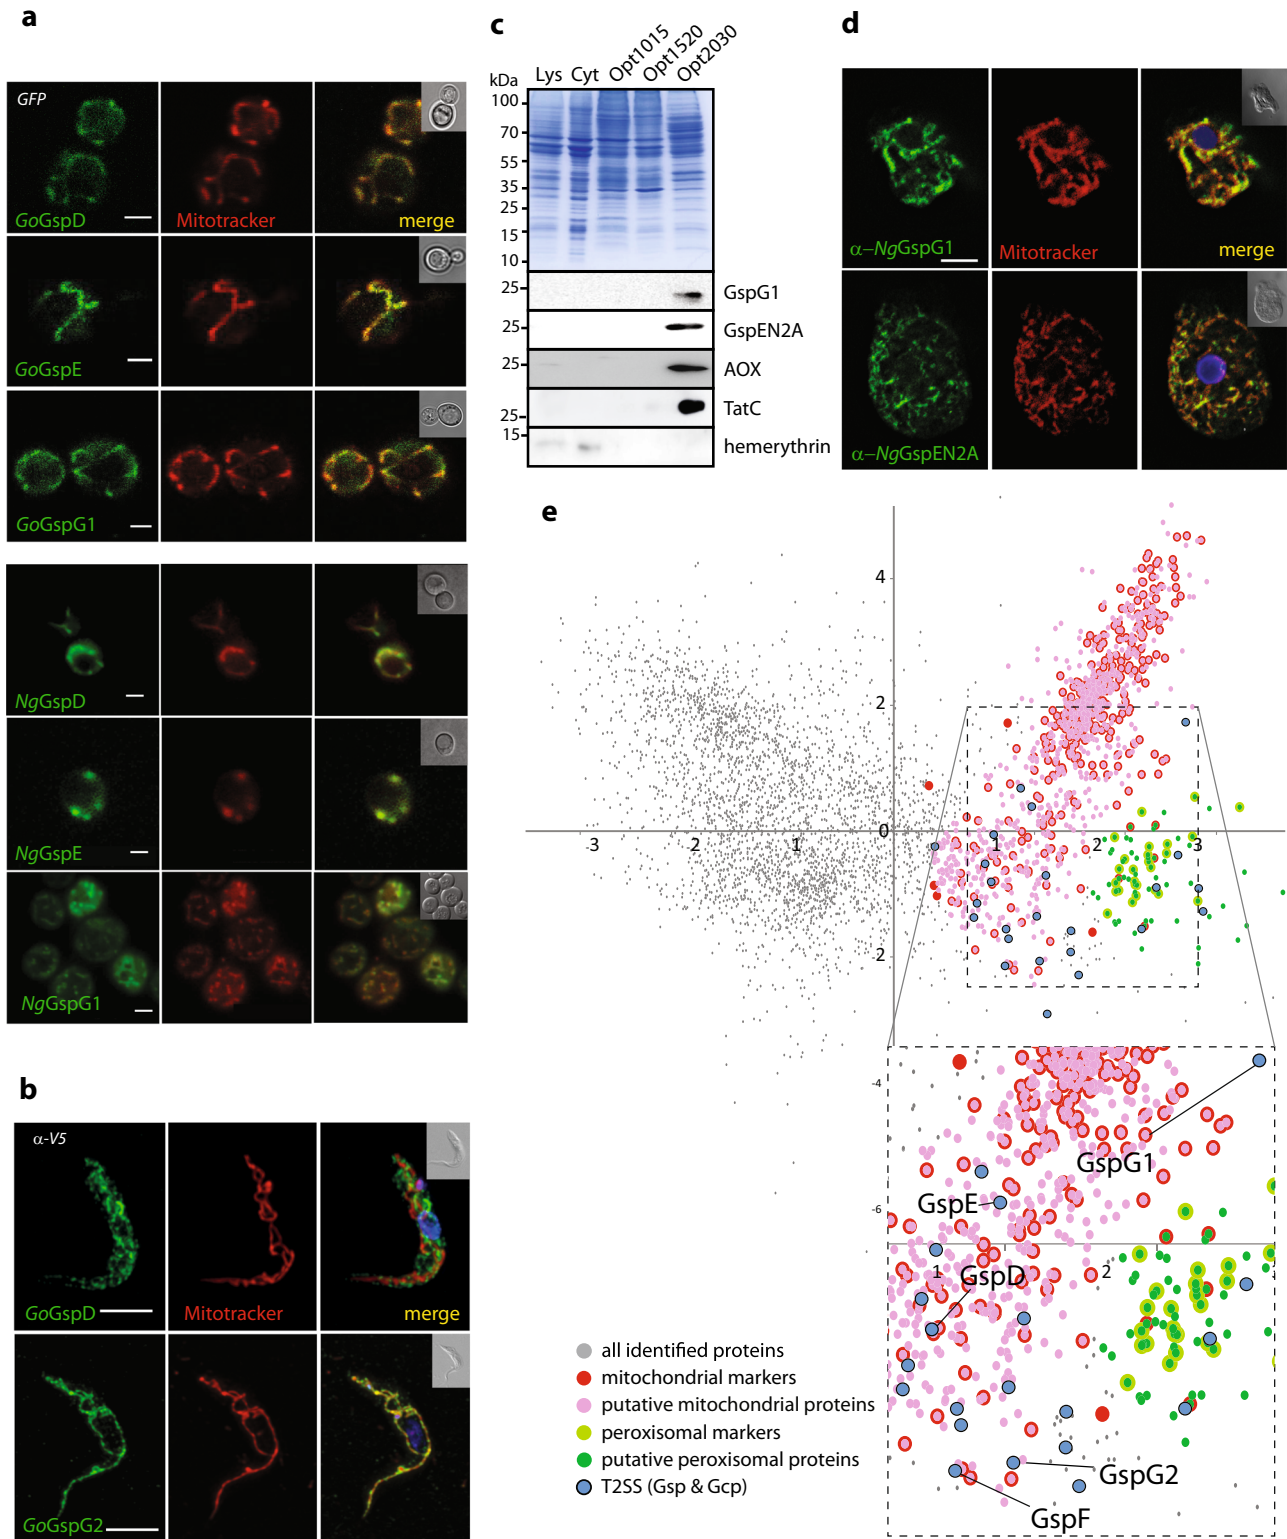 a
GFP
GoGspD
Mitotracker
merge
GoGspE
GoGspG1
NgGspD
NgGspE
NgGspG1
b
α-V5
GoGspD
Mitotracker
merge
GoGspG2
c
kDa
Lys
Cyt
Opt1015
Opt1520
Opt2030
100
70
55
35
25
15
10
25
GspG1
25
GspEN2A
25
AOX
25
TatC
15
hemerythrin
d
α-NgGspG1
Mitotracker
merge
α-NgGspEN2A
e
4
2
0
-3
-2
-1
1
2
3
-2
-4
-6
GspG1
GspE
GspD
1
2
GspG2
GspF
all identified proteins
mitochondrial markers
putative mitochondrial proteins
peroxisomal markers
putative peroxisomal proteins
T2SS (Gsp & Gcp)